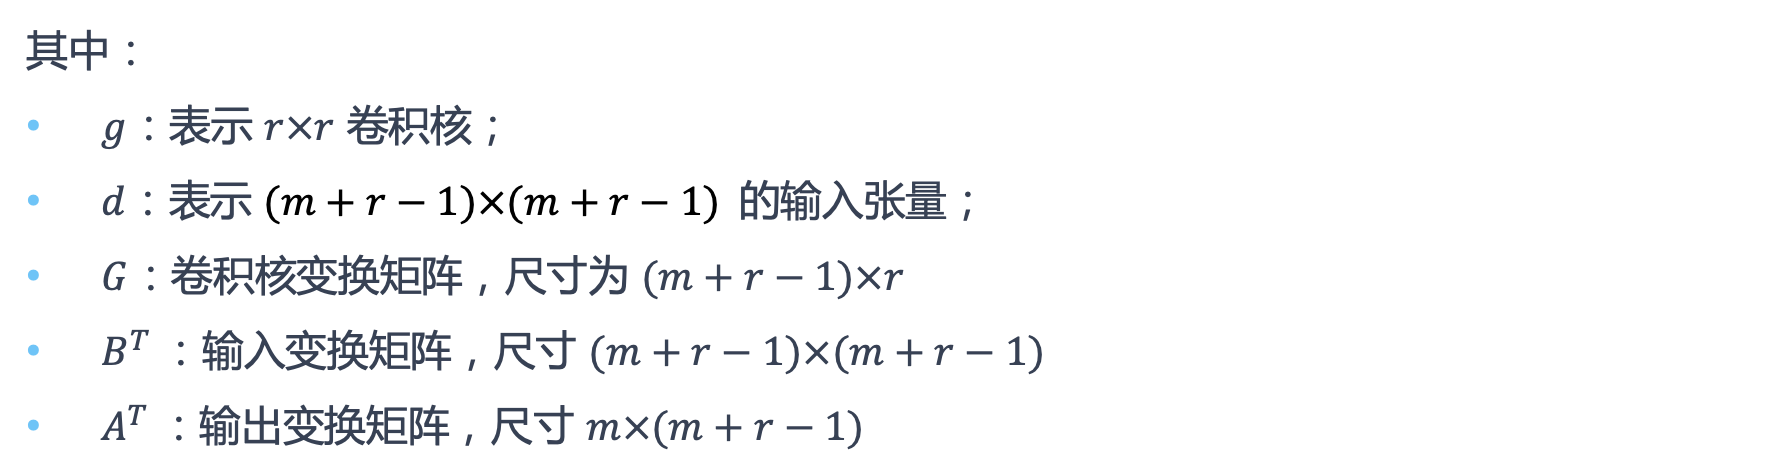 其中：
• g：表示 r×r 卷积核；
• d：表示 (m + r − 1)×(m + r − 1) 的输入张量；
• G：卷积核变换矩阵，尺寸为 (m + r − 1)×r
• Bᵀ：输入变换矩阵，尺寸 (m + r − 1)×(m + r − 1)
• Aᵀ：输出变换矩阵，尺寸 m×(m + r − 1)